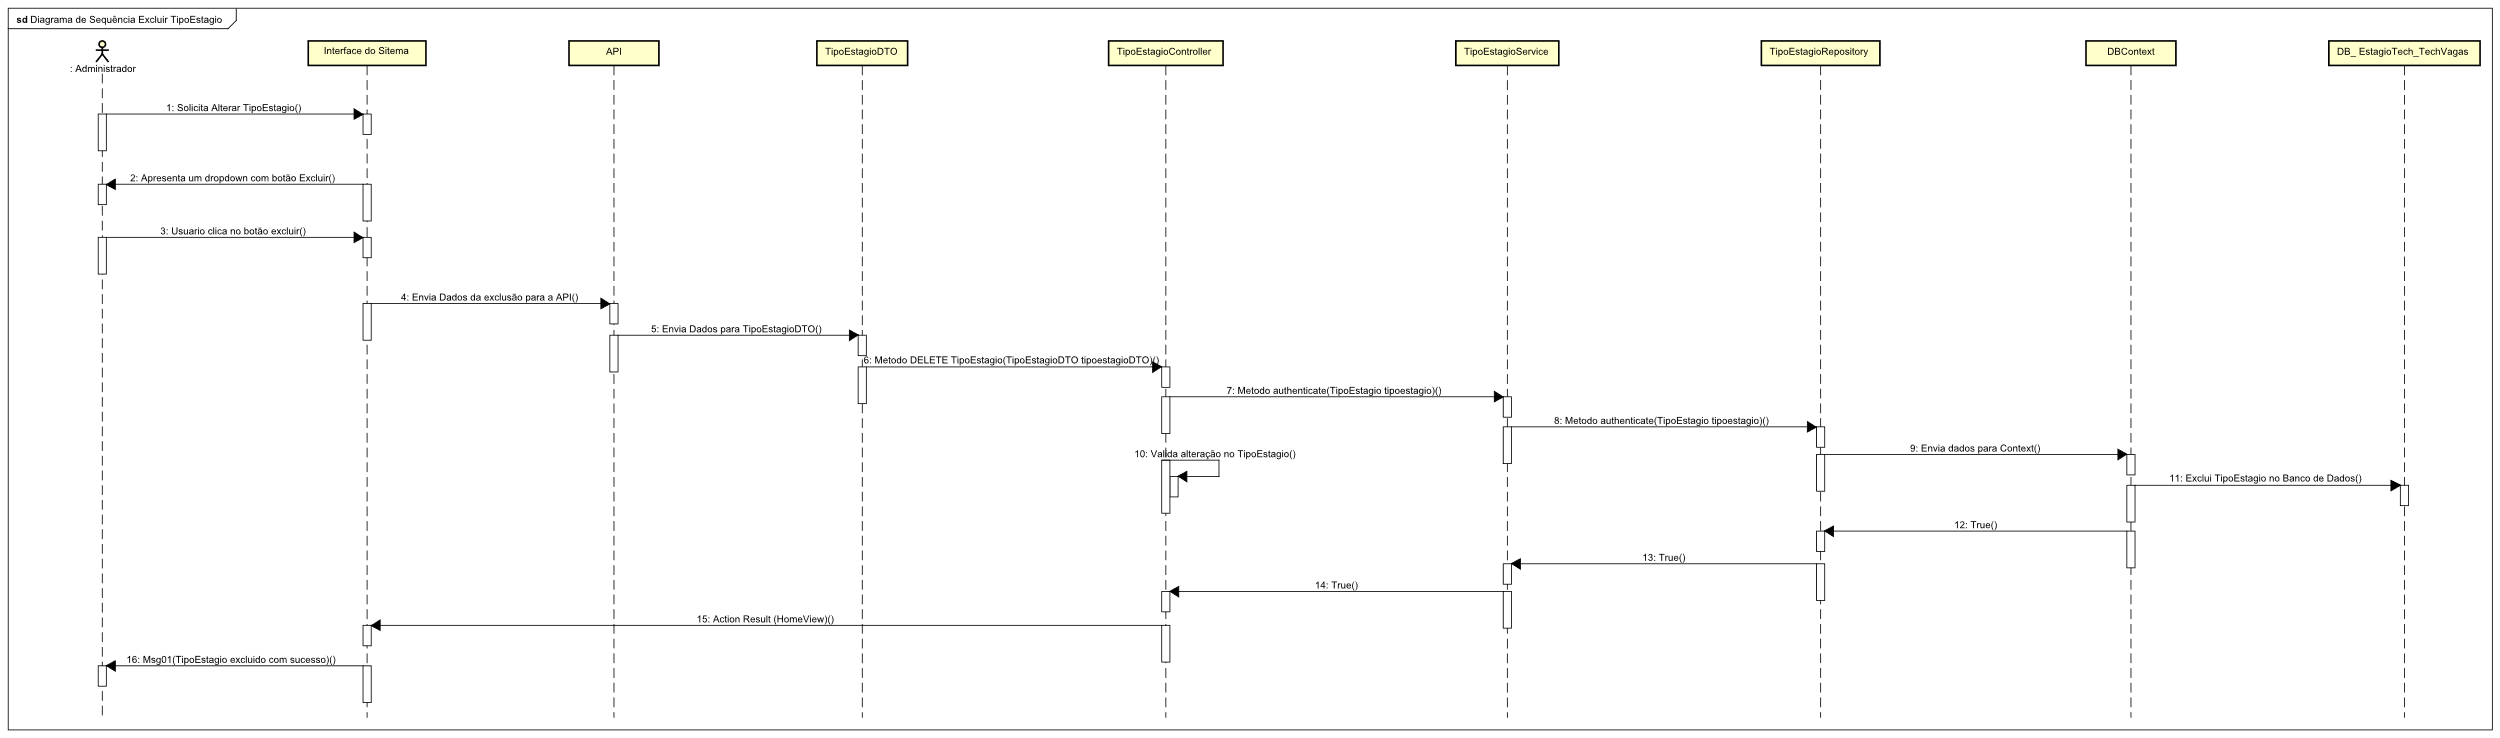 sd Diagrama de Sequência Excluir TipoEstagio
: Administrador
Interface do Sitema
API
TipoEstagioDTO
TipoEstagioController
TipoEstagioService
TipoEstagioRepository
DBContext
DB_ EstagioTech_TechVagas
1: Solicita Alterar TipoEstagio()
2: Apresenta um dropdown com botão Excluir()
3: Usuario clica no botão excluir()
4: Envia Dados da exclusão para a API()
5: Envia Dados para TipoEstagioDTO()
6: Metodo DELETE TipoEstagio(TipoEstagioDTO tipoestagioDTO)()
7: Metodo authenticate(TipoEstagio tipoestagio)()
8: Metodo authenticate(TipoEstagio tipoestagio)()
9: Envia dados para Context()
10: Valida alteração no TipoEstagio()
11: Exclui TipoEstagio no Banco de Dados()
12: True()
13: True()
14: True()
15: Action Result (HomeView)()
16: Msg01(TipoEstagio excluido com sucesso)()